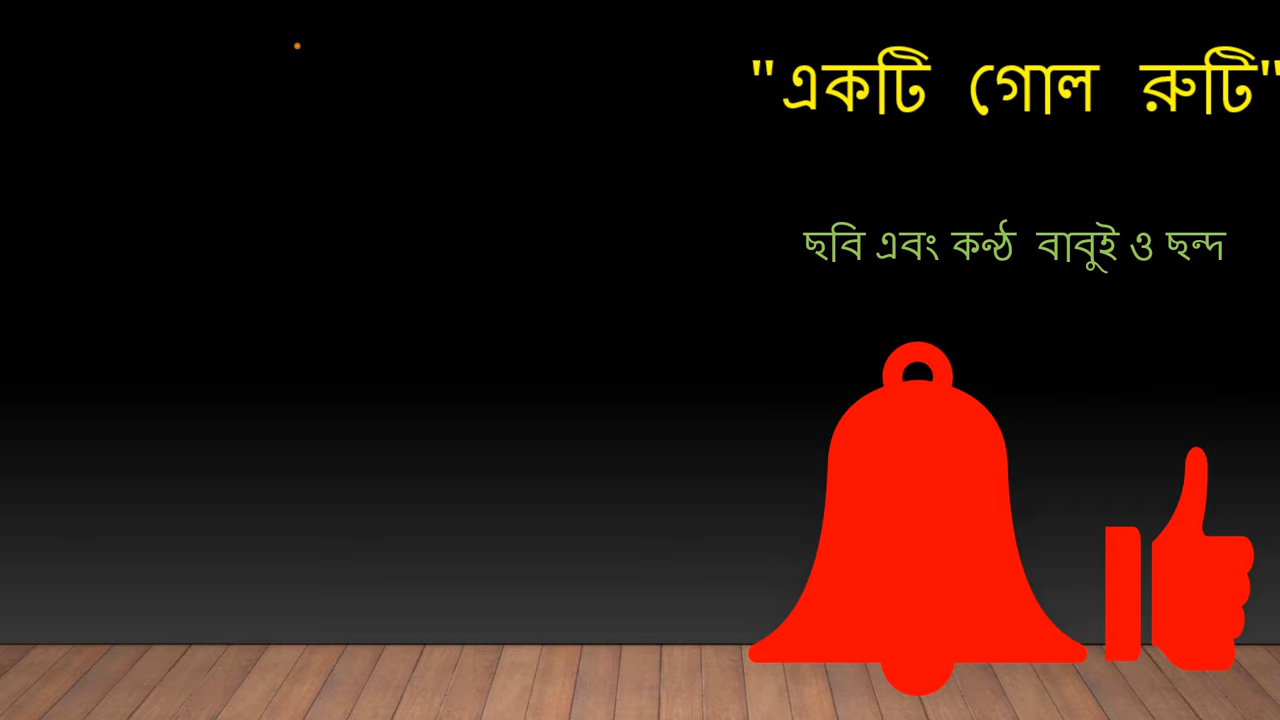 "একটি গোল রুটি"
ছবি এবং কন্ঠ বাবুই ও ছন্দ